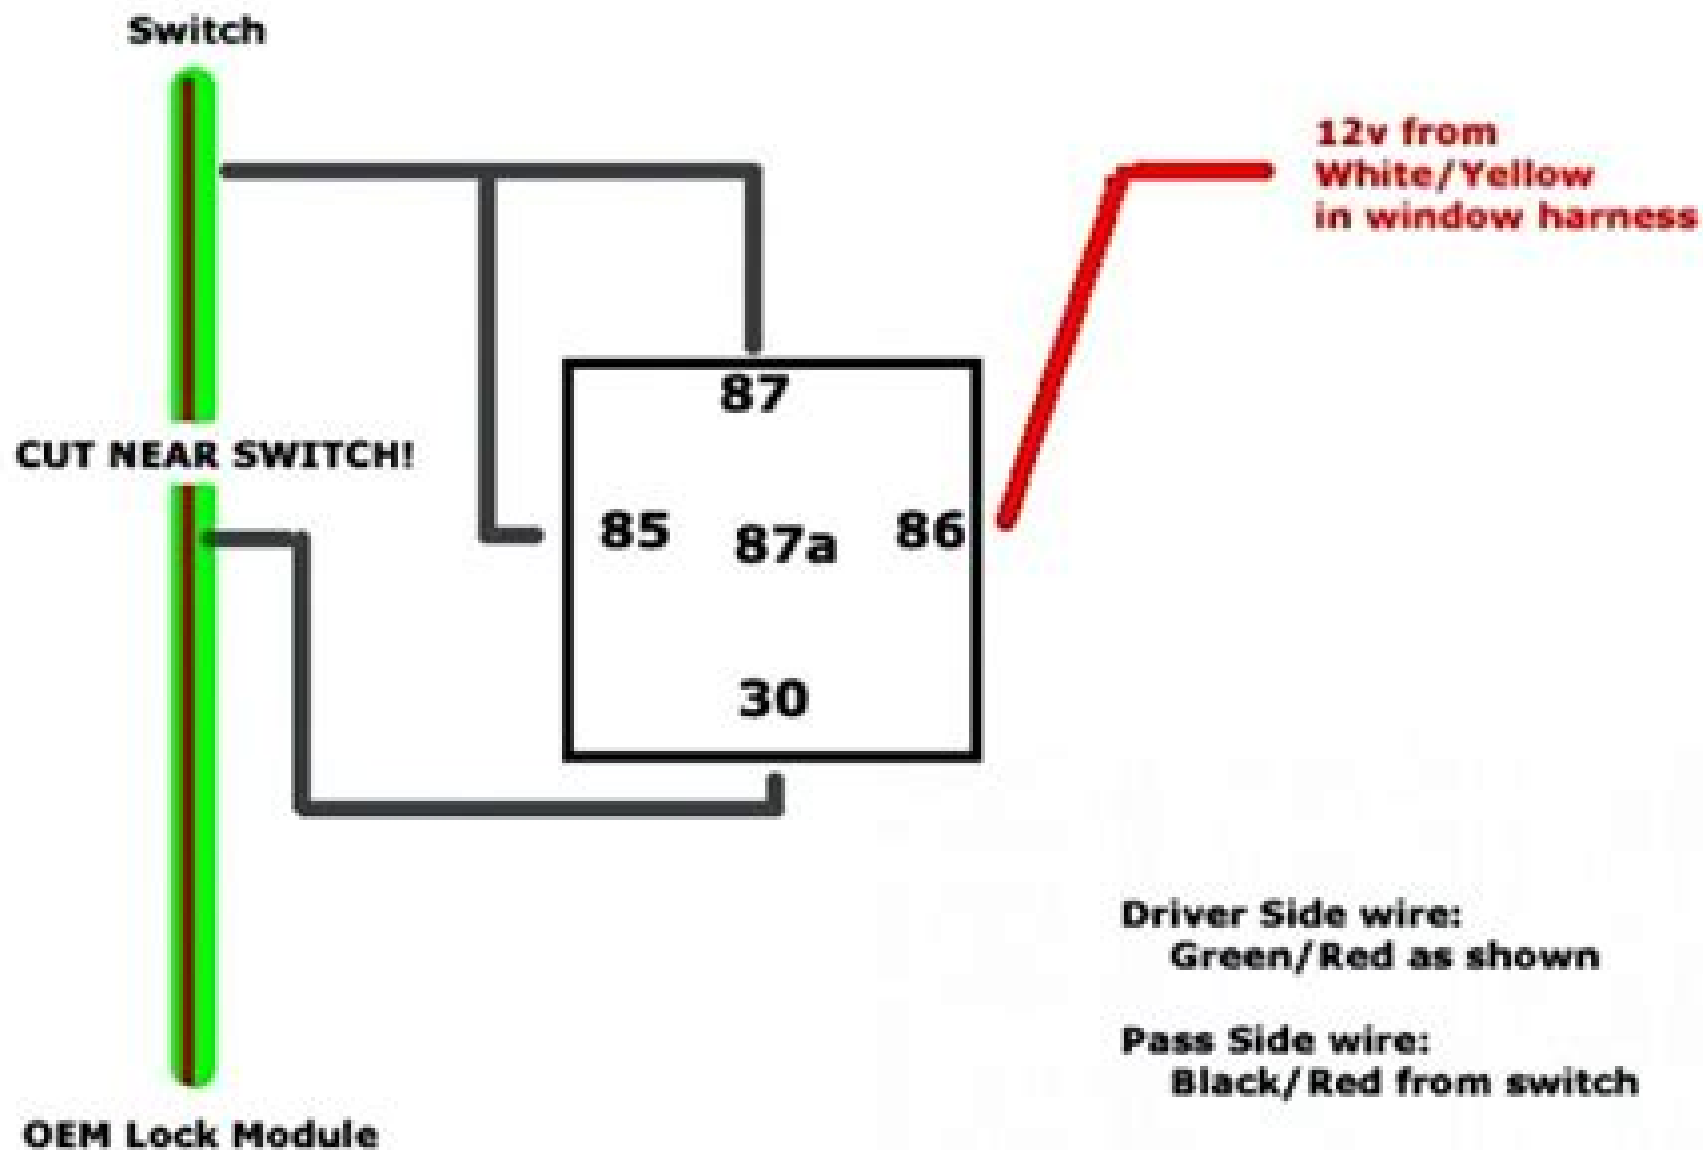 Switch
12v from
White/Yellow
in window harness
87
CUT NEAR SWITCH!
85
87a
86
30
Driver Side wire:
Green/Red as shown
Pass Side wire:
Black/Red from switch
OEM Lock Module